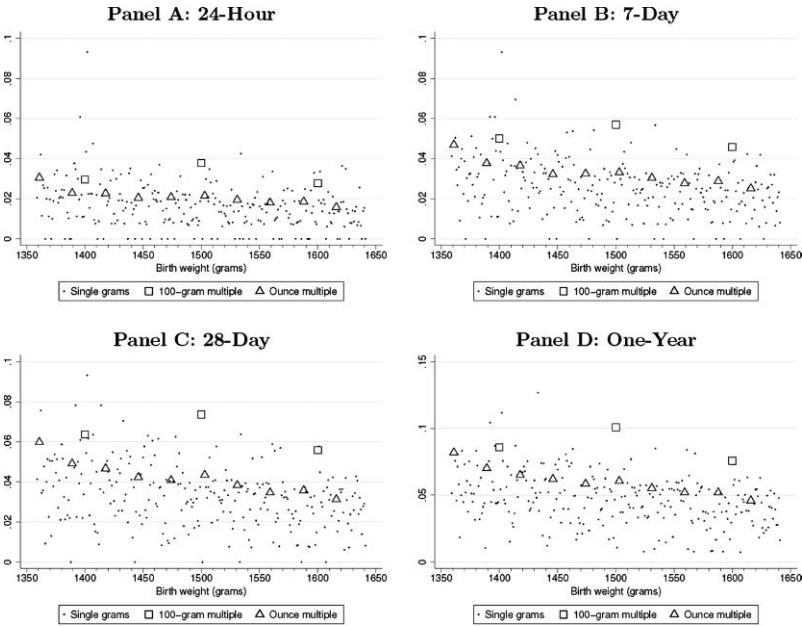 Panel A: 24-Hour
.1
.08
.06
.04
.02
0
1350 1400 1450 1500 1550 1600 1650
Birth weight (grams)
Single grams 100-gram multiple Ounce multiple
Panel B: 7-Day
.1
.08
.06
.04
.02
0
1350 1400 1450 1500 1550 1600 1650
Birth weight (grams)
Single grams 100-gram multiple Ounce multiple
Panel C: 28-Day
.1
.08
.06
.04
.02
0
1350 1400 1450 1500 1550 1600 1650
Birth weight (grams)
Single grams 100-gram multiple Ounce multiple
Panel D: One-Year
.15
.1
.05
0
1350 1400 1450 1500 1550 1600 1650
Birth weight (grams)
Single grams 100-gram multiple Ounce multiple